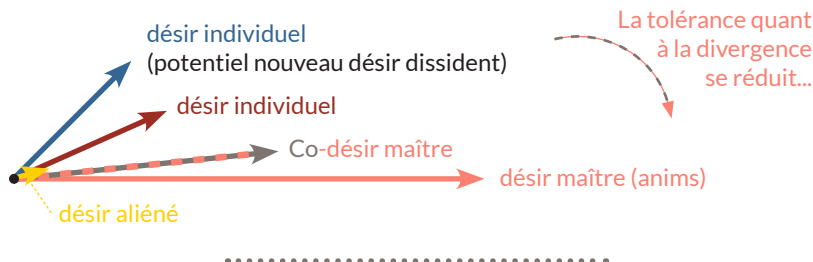 désir individuel
(potentiel nouveau désir dissident)
La tolérance quant
à la divergence
se réduit...
désir individuel
Co-désir maître
désir maître (anims)
désir aliéné